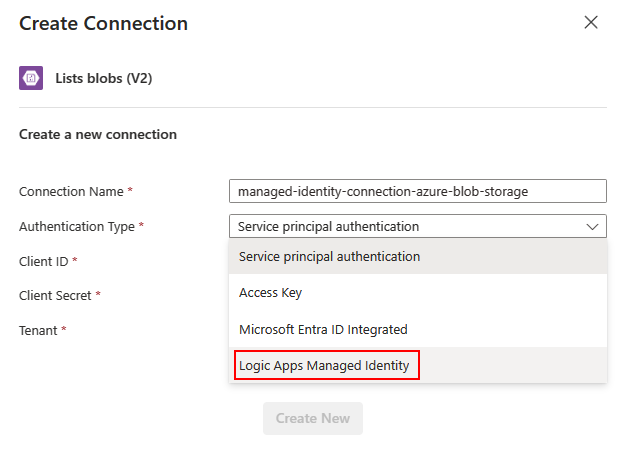 Create Connection
Lists blobs (V2)
Create a new connection
Connection Name *
managed-identity-connection-azure-blob-storage
Authentication Type *
Service principal authentication
Client ID *
Service principal authentication
Client Secret *
Access Key
Tenant *
Microsoft Entra ID Integrated
Logic Apps Managed Identity
Create New